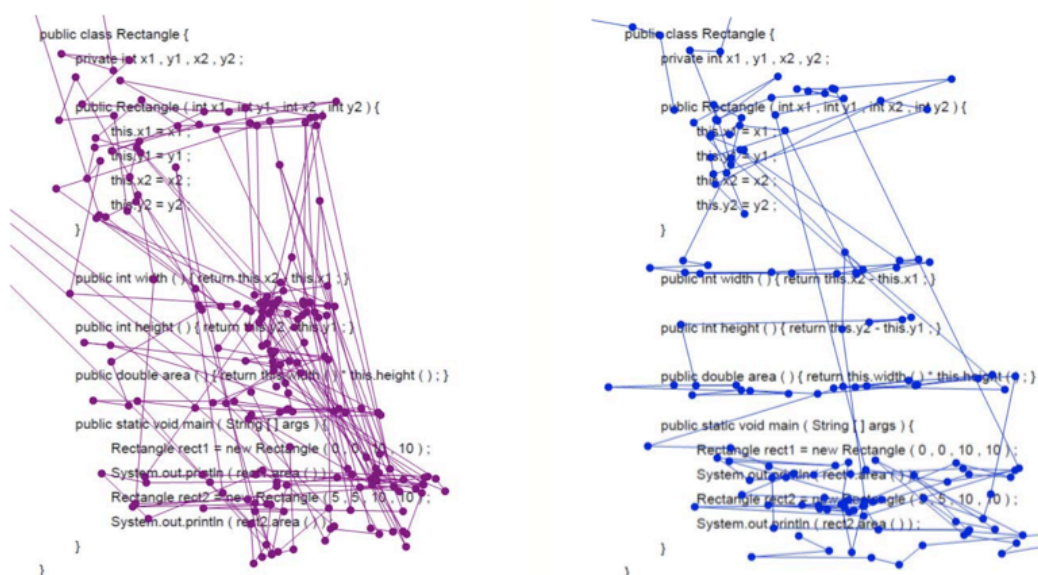 public class Rectangle {
private int x1 , y1 , x2 , y2 ;
public Rectangle ( int x1 , int y1 , int x2 , int y2 ) {
this.x1 = x1 ;
this.y1 = y1 ;
this.x2 = x2 ;
this.y2 = y2 ;
}
public int width ( ) { return this.x2 - this.x1 ; }
public int height ( ) { return this.y2 - this.y1 ; }
public double area ( ) { return this.width ( ) * this.height ( ) ; }
public static void main ( String [ ] args ) {
Rectangle rect1 = new Rectangle ( 0 , 0 , 10 , 10 ) ;
System.out.println ( rect1.area ( ) ) ;
Rectangle rect2 = new Rectangle ( 5 , 5 , 10 , 10 ) ;
System.out.println ( rect2.area ( ) ) ;
}
}
public class Rectangle {
private int x1 , y1 , x2 , y2 ;
public Rectangle ( int x1 , int y1 , int x2 , int y2 ) {
this.x1 = x1 ;
this.y1 = y1 ;
this.x2 = x2 ;
this.y2 = y2 ;
}
public int width ( ) { return this.x2 - this.x1 ; }
public int height ( ) { return this.y2 - this.y1 ; }
public double area ( ) { return this.width ( ) * this.height ( ) ; }
public static void main ( String [ ] args ) {
Rectangle rect1 = new Rectangle ( 0 , 0 , 10 , 10 ) ;
System.out.println ( rect1.area ( ) ) ;
Rectangle rect2 = new Rectangle ( 5 , 5 , 10 , 10 ) ;
System.out.println ( rect2.area ( ) ) ;
}
}